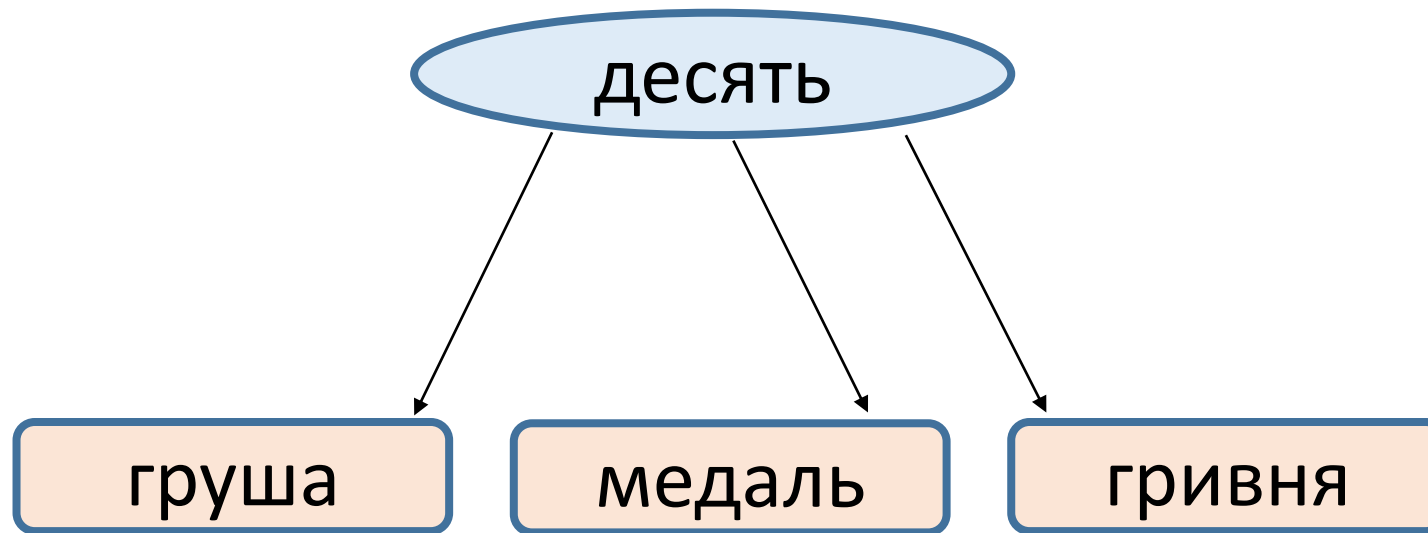 десять
груша
медаль
гривня